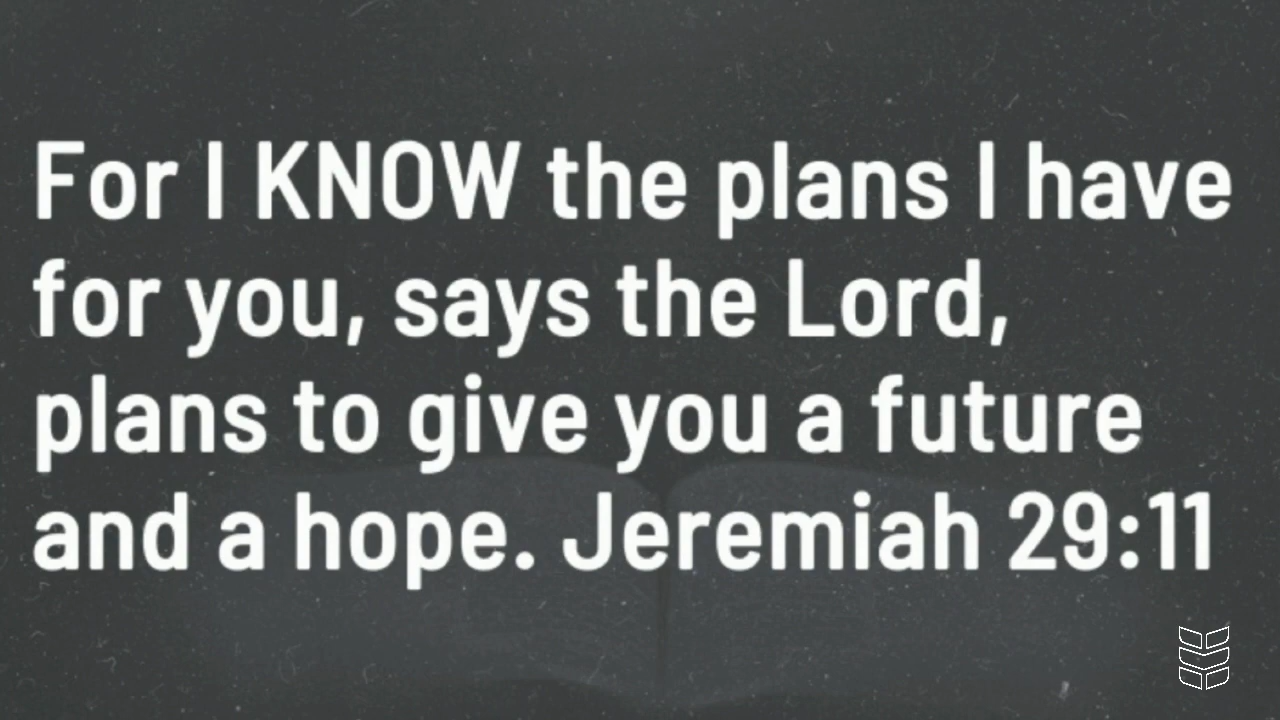 For I KNOW the plans I have
for you, says the Lord,
plans to give you a future
and a hope. Jeremiah 29:11